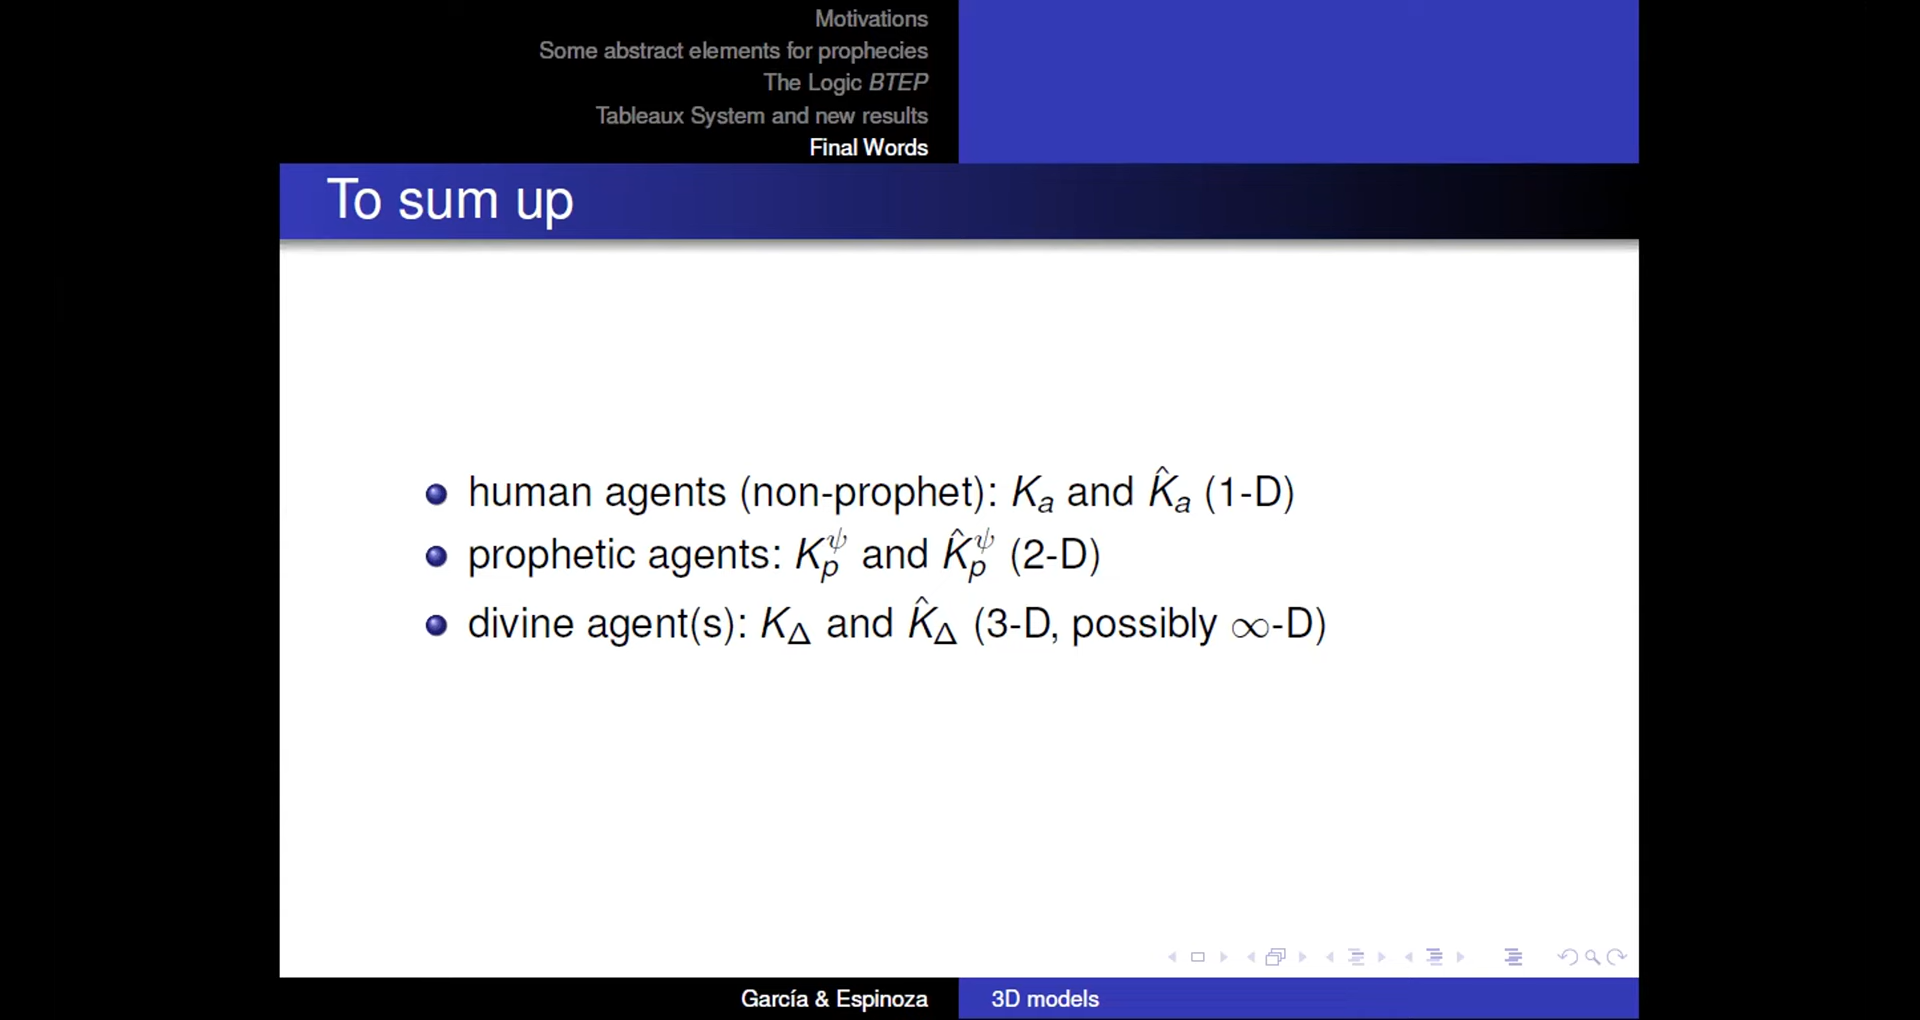 Motivations
Some abstract elements for prophecies
The Logic BTEP
Tableaux System and new results
Final Words
To sum up
human agents (non-prophet): Kₐ and K̂ₐ (1-D)
prophetic agents: K_p^ψ and K̂_p^ψ (2-D)
divine agent(s): K_Δ and K̂_Δ (3-D, possibly ∞-D)
García & Espinoza
3D models